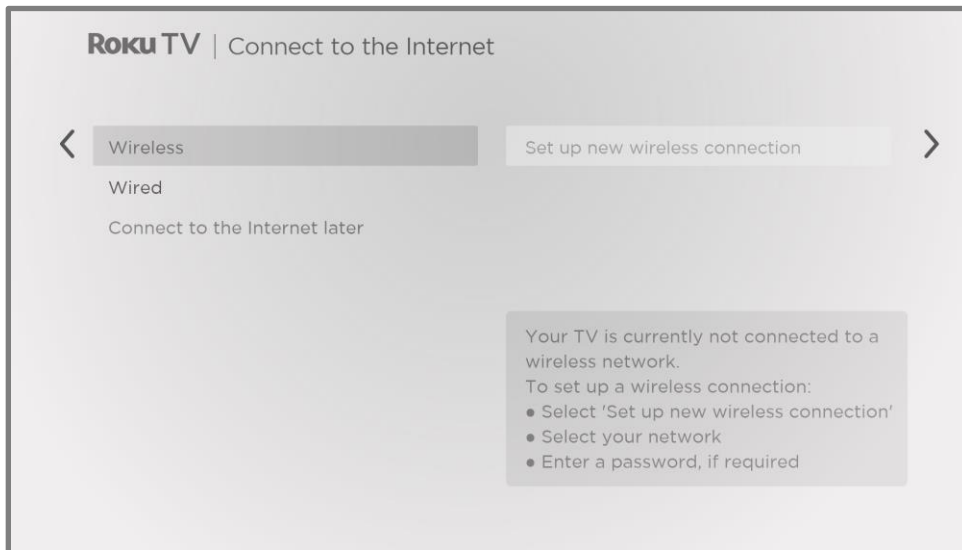 Roku TV | Connect to the Internet
Wireless
Set up new wireless connection
Wired
Connect to the Internet later
Your TV is currently not connected to a
wireless network.
To set up a wireless connection:
● Select 'Set up new wireless connection'
● Select your network
● Enter a password, if required